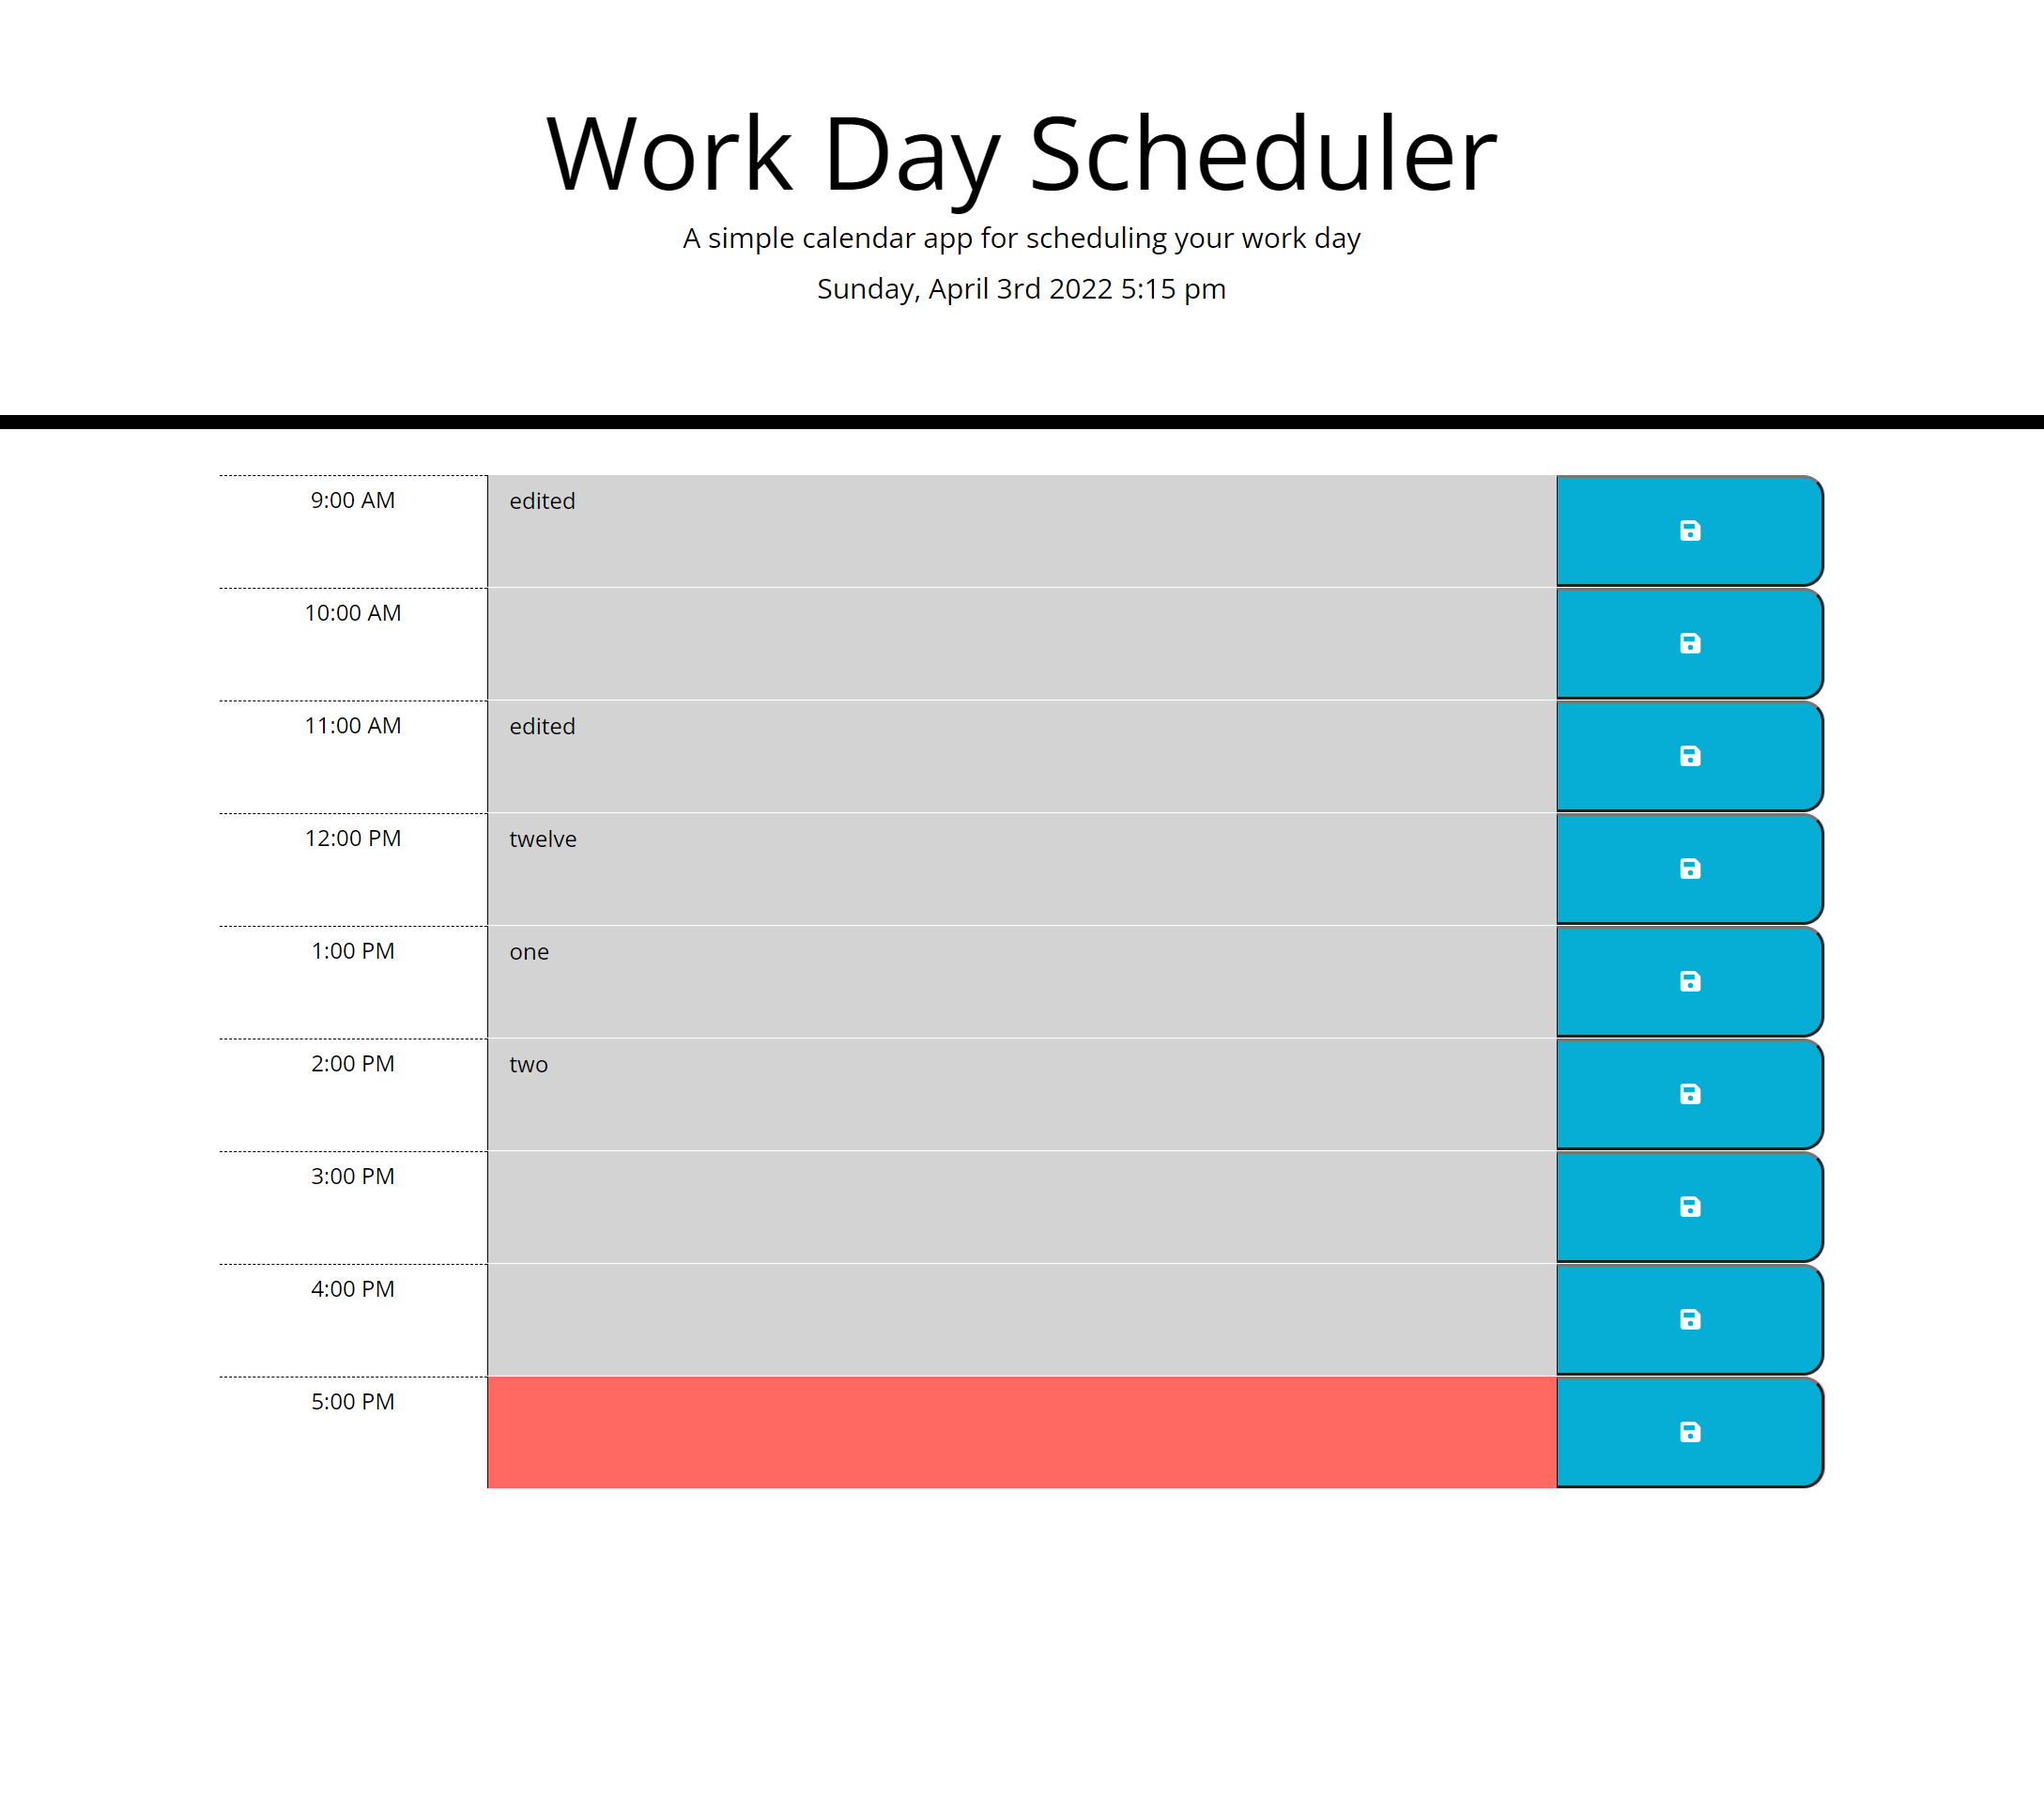 Work Day Scheduler
A simple calendar app for scheduling your work day
Sunday, April 3rd 2022 5:15 pm
9:00 AM edited
10:00 AM
11:00 AM edited
12:00 PM twelve
1:00 PM one
2:00 PM two
3:00 PM
4:00 PM
5:00 PM